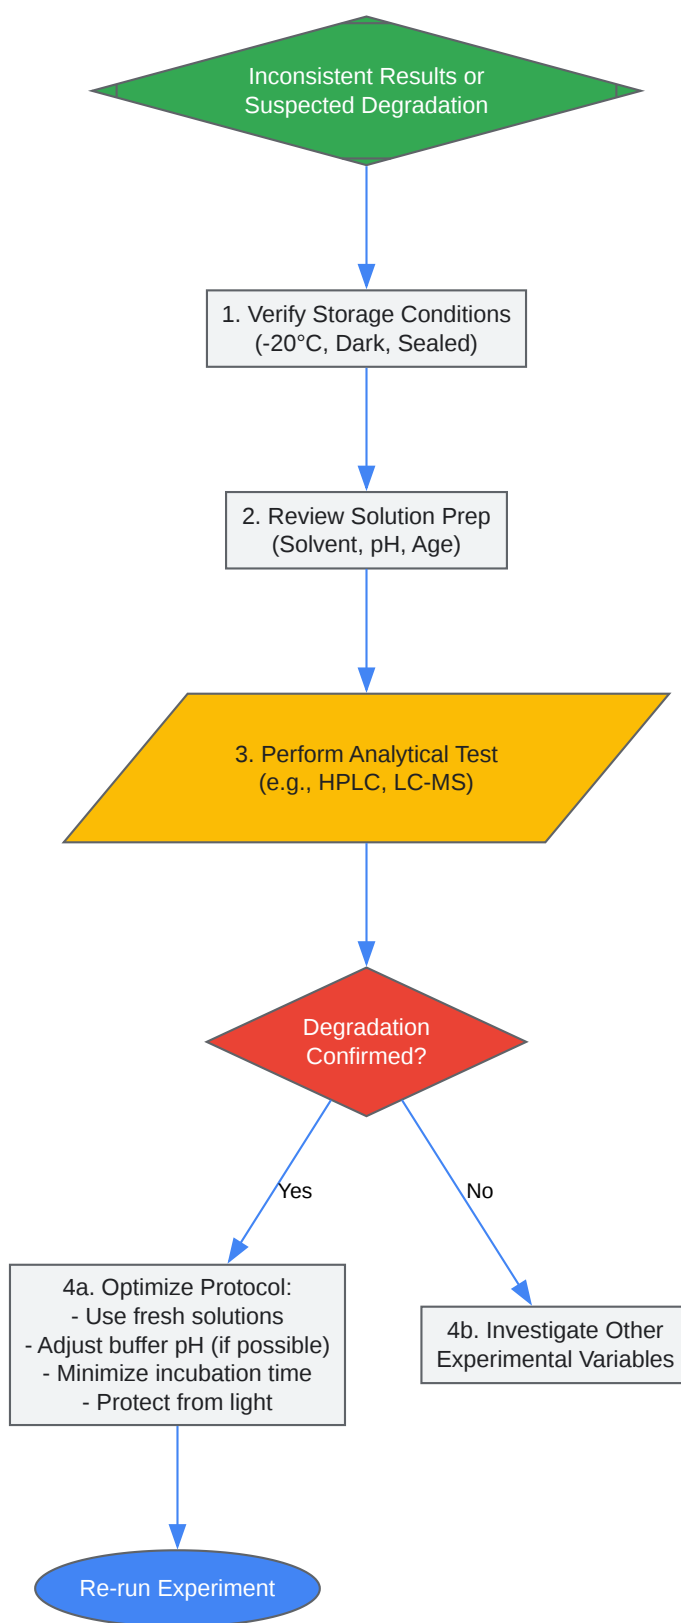 Inconsistent Results or
Suspected Degradation
1. Verify Storage Conditions
(-20°C, Dark, Sealed)
2. Review Solution Prep
(Solvent, pH, Age)
3. Perform Analytical Test
(e.g., HPLC, LC-MS)
Degradation
Confirmed?
Yes
No
4a. Optimize Protocol:
- Use fresh solutions
- Adjust buffer pH (if possible)
- Minimize incubation time
- Protect from light
4b. Investigate Other
Experimental Variables
Re-run Experiment